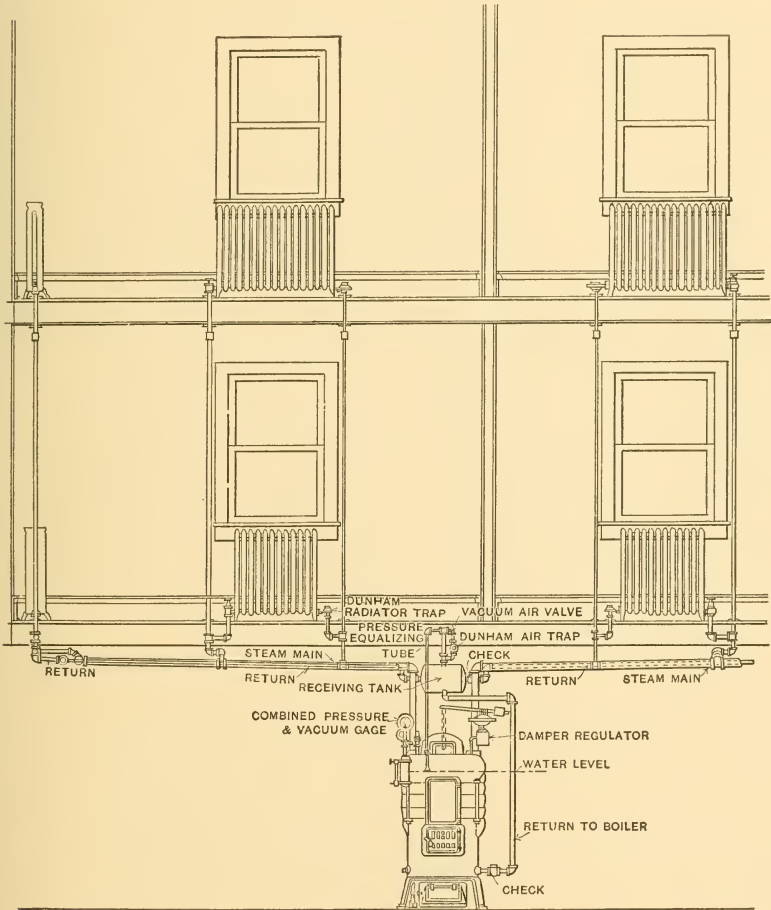 DUNHAM
RADIATOR TRAP
VACUUM AIR VALVE
PRESSURE
EQUALIZING
TUBE
DUNHAM AIR TRAP
STEAM MAIN
CHECK
RETURN
RETURN
RECEIVING TANK
RETURN
STEAM MAIN
COMBINED PRESSURE
& VACUUM GAGE
DAMPER REGULATOR
WATER LEVEL
RETURN TO BOILER
CHECK